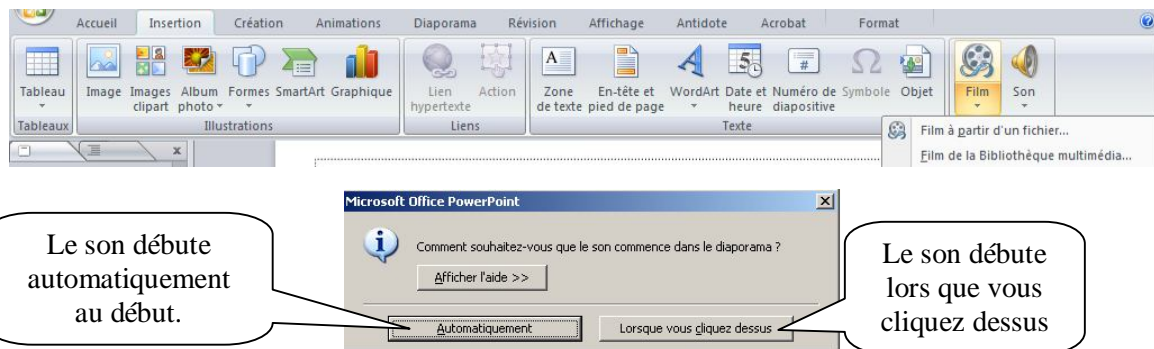 Accueil Insertion Création Animations Diaporama Révision Affichage Antidote Acrobat Format
Tableau Image Images clipart Album photo Formes SmartArt Graphique Lien hypertexte Action Zone de texte En-tête et pied de page WordArt Date et heure Numéro de diapositive Symbole Objet Film Son
Tableaux Illustrations Liens Texte
Film à partir d'un fichier...
Film de la Bibliothèque multimédia...
Microsoft Office PowerPoint
Comment souhaitez-vous que le son commence dans le diaporama ?
Afficher l'aide >>
Automatiquement Lorsque vous cliquez dessus
Le son débute
automatiquement
au début.
Le son débute
lors que vous
cliquez dessus